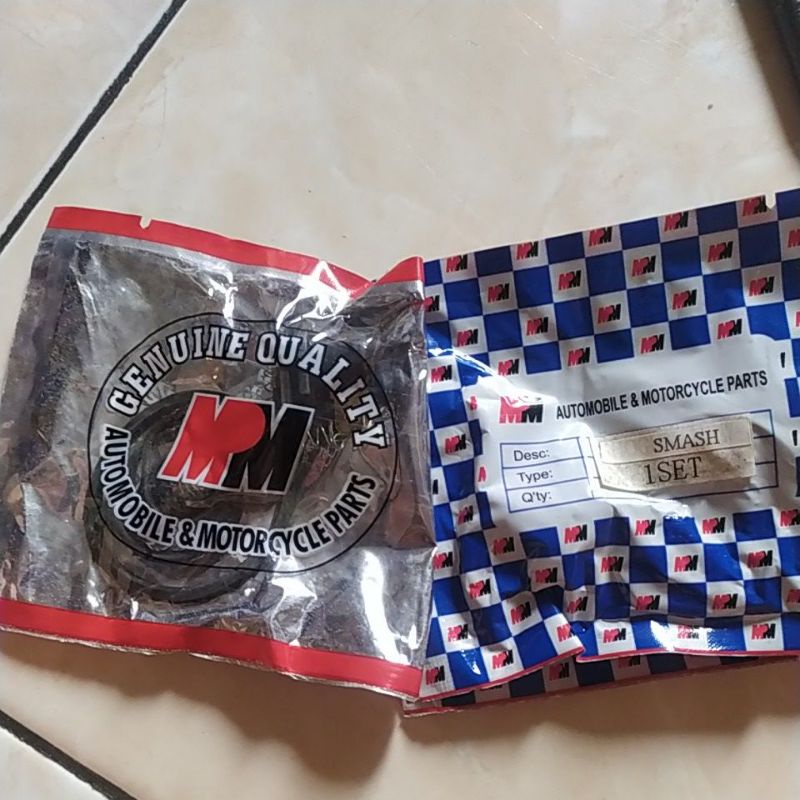 GENUINE QUALITY
MPM
AUTOMOBILE & MOTORCYCLE PARTS
MPM
AUTOMOBILE & MOTORCYCLE PARTS
Desc:
SMASH
Type:
1SET
Q'ty: